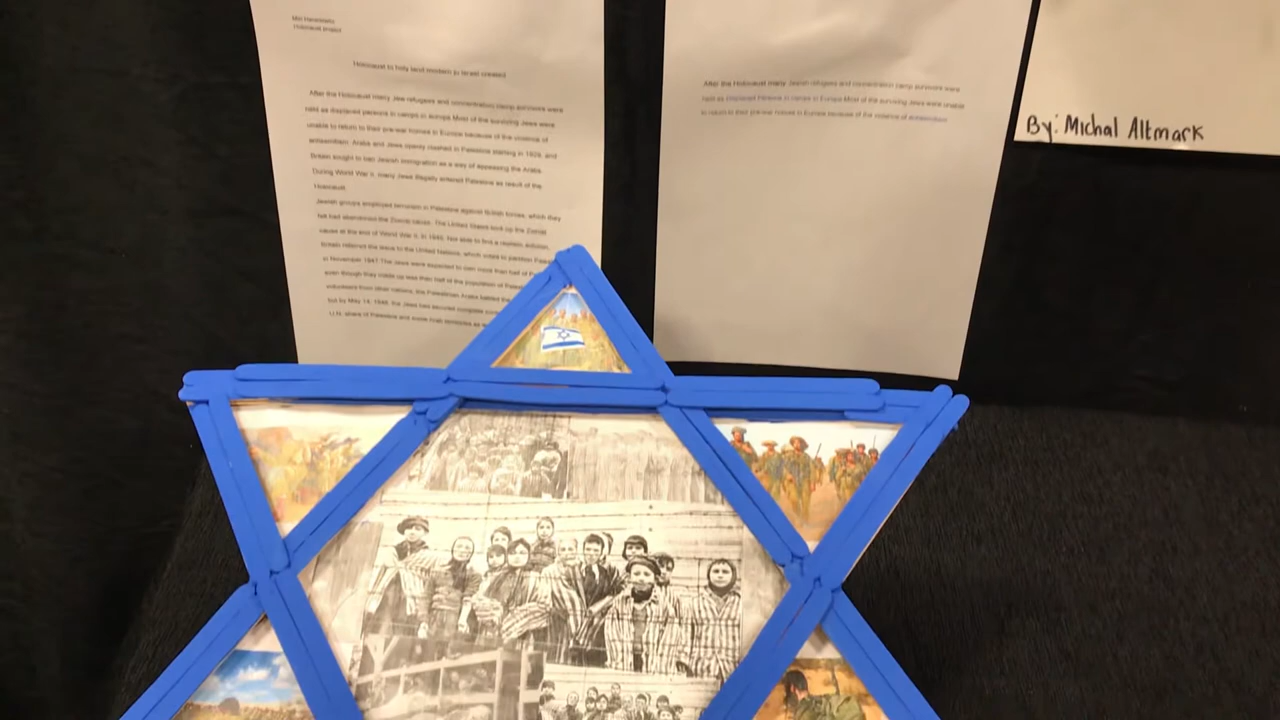 Holocaust project
Holocaust to holy land modern to Israel created
After the Holocaust many Jew refugees and concentration camp survivors were
held as displaced persons in camps in europe Most of the surviving Jews were
unable to return to their pre-war homes in Europe because of the violence of
antisemitism. Arabs and Jews openly clashed in Palestine starting in 1929, and
Britain sought to ban Jewish immigration as a way of appeasing the Arabs.
During World War II, many Jews illegally entered Palestine as result of the
Holocaust.
Jewish groups employed terrorism in Palestine against British forces, which they
felt had abandoned the Zionist cause. The United States took up the Zionist
cause at the end of World War II. In 1945. Not able to find a realistic solution,
Britain referred the issue to the United Nations, which voted to partition
in November 1947. The Jews were expected to own more than half of
even though they made up less than half of the population of
volunteers from other nations, the Palestinian Arabs battled the
but by May 14, 1948, the Jews had secured complete
U.N. share of Palestine and some Arab territories as
After the Holocaust many Jewish refugees and concentration camp survivors were
held as Displaced Persons in camps in Europe Most of the surviving Jews were unable
to return to their pre-war homes in Europe because of the violence of antisemitism
By: Michal Altmark